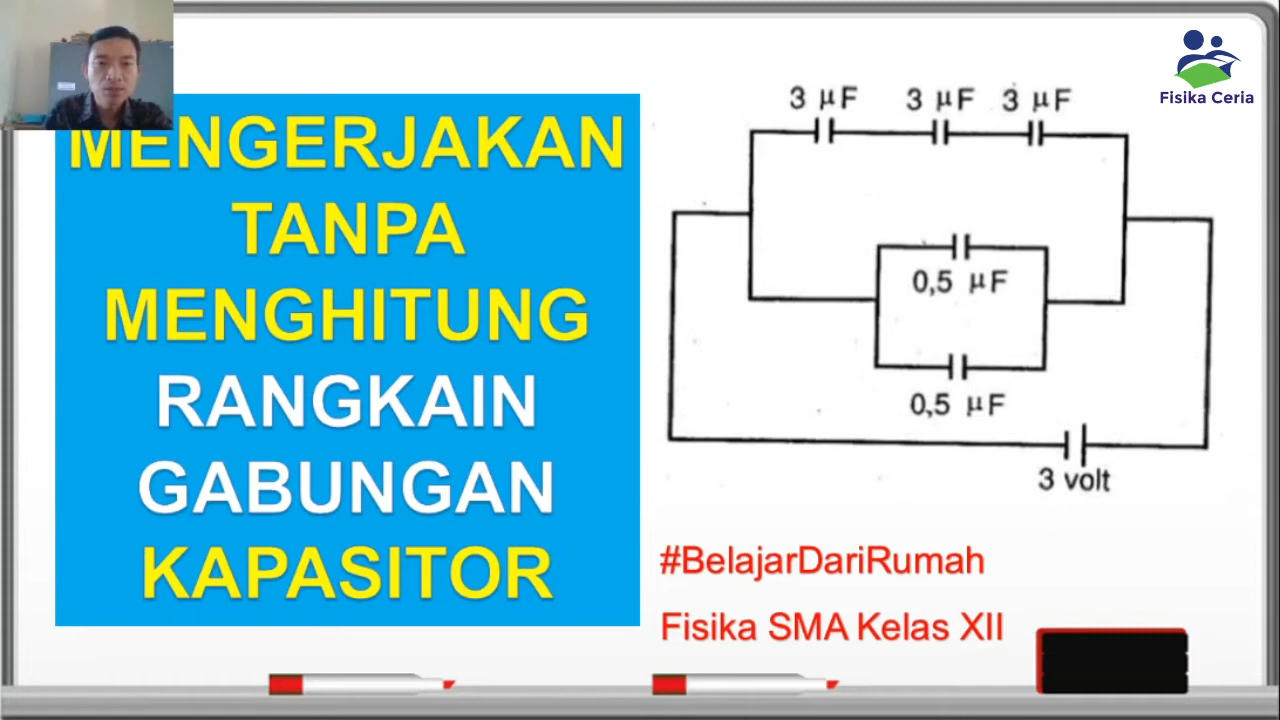 Fisika Ceria
MENGERJAKAN
TANPA
MENGHITUNG
RANGKAIN
GABUNGAN
KAPASITOR
3 μF 3 μF 3 μF
0,5 μF
0,5 μF
3 volt
#BelajarDariRumah
Fisika SMA Kelas XII